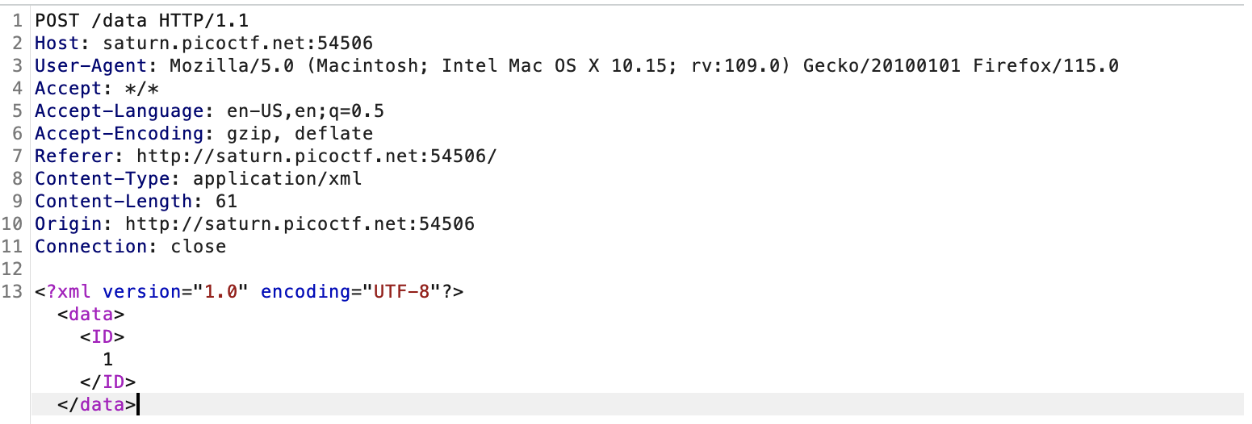 1 POST /data HTTP/1.1
2 Host: saturn.picoctf.net:54506
3 User-Agent: Mozilla/5.0 (Macintosh; Intel Mac OS X 10.15; rv:109.0) Gecko/20100101 Firefox/115.0
4 Accept: */*
5 Accept-Language: en-US,en;q=0.5
6 Accept-Encoding: gzip, deflate
7 Referer: http://saturn.picoctf.net:54506/
8 Content-Type: application/xml
9 Content-Length: 61
10 Origin: http://saturn.picoctf.net:54506
11 Connection: close
12
13 <?xml version="1.0" encoding="UTF-8"?>
<data>
<ID>
1
</ID>
</data>